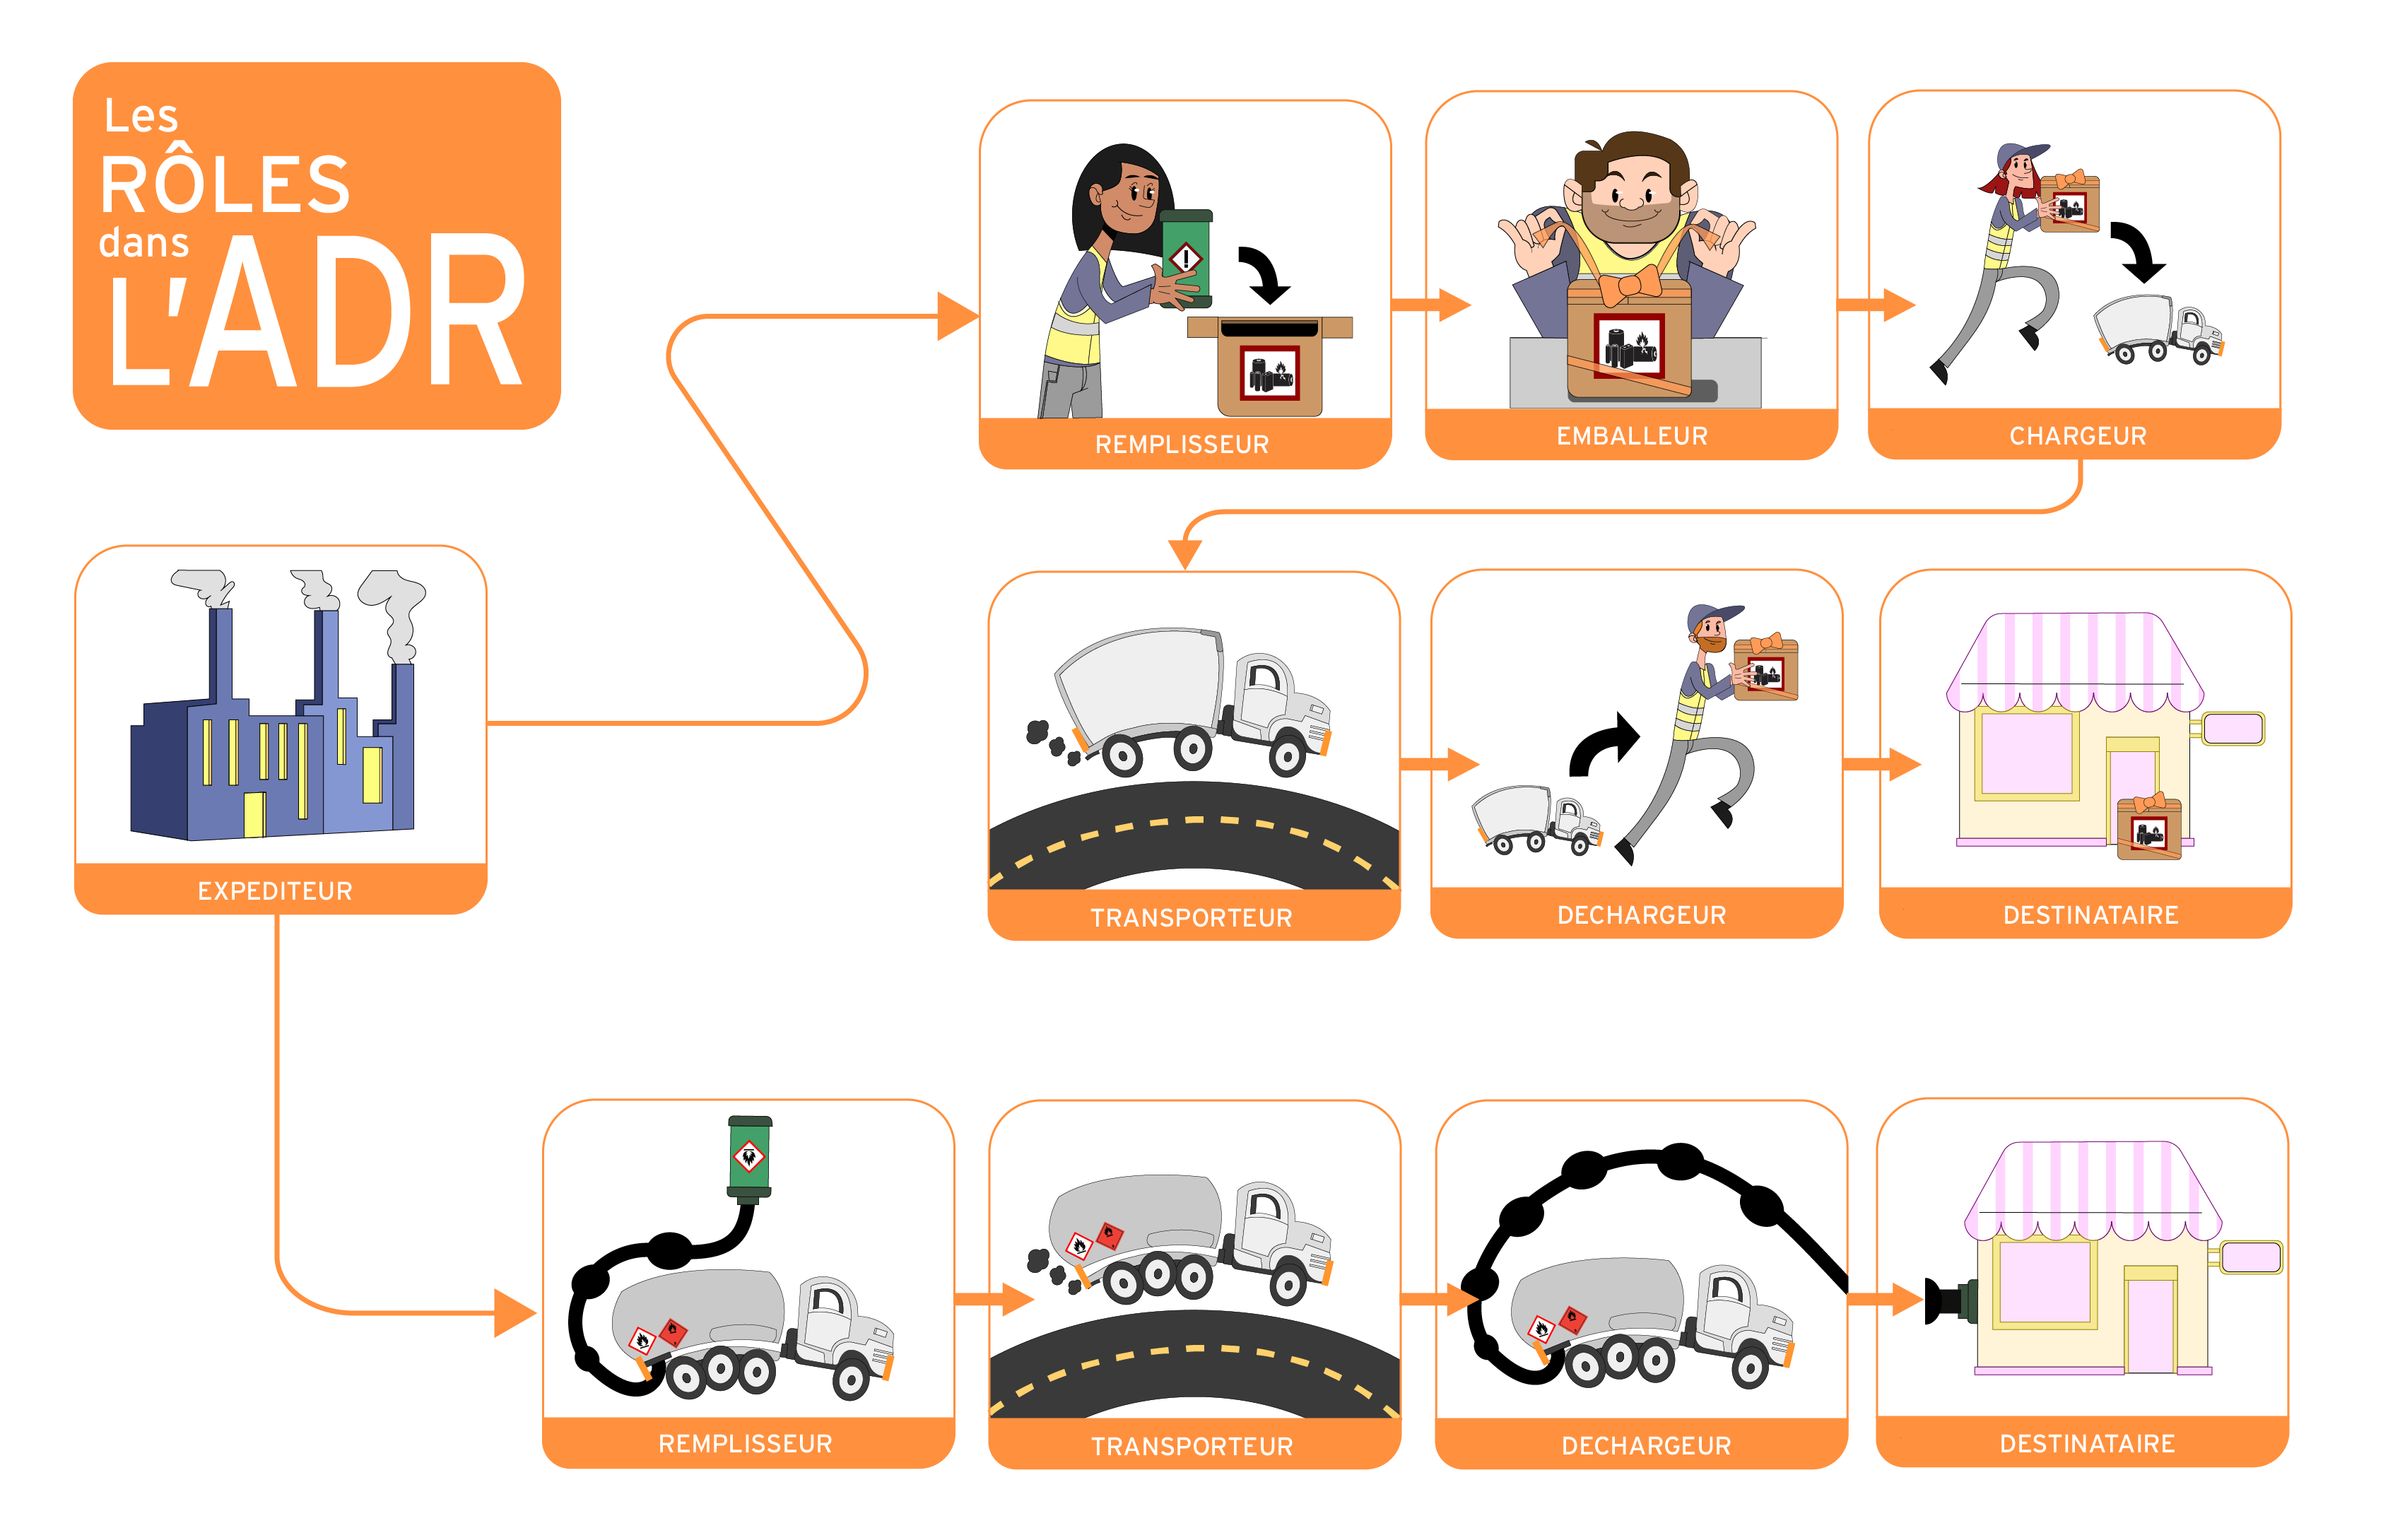 Les
RÔLES
dans
L'ADR
REMPLISSEUR
EMBALLEUR
CHARGEUR
EXPEDITEUR
TRANSPORTEUR
DECHARGEUR
DESTINATAIRE
REMPLISSEUR
TRANSPORTEUR
DECHARGEUR
DESTINATAIRE